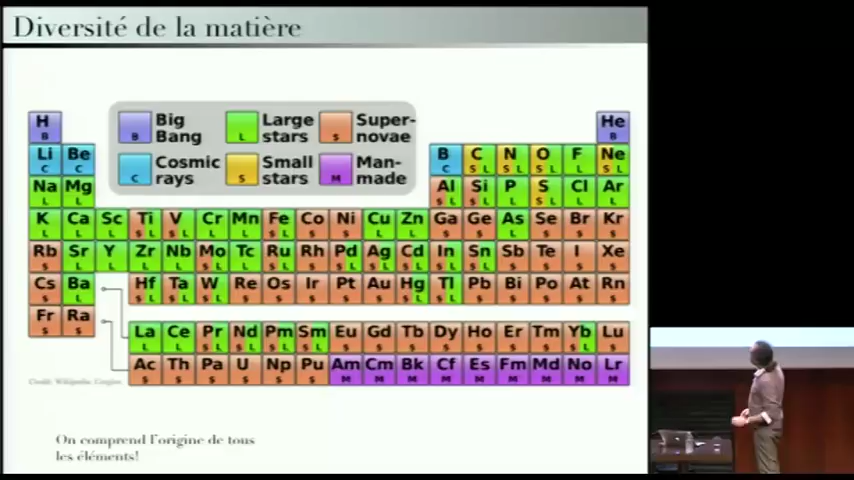 Diversité de la matière
B Big Bang
L Large stars
S Super-novae
C Cosmic rays
S Small stars
M Man-made
H B He B
Li C Be C B C C S L N S L O S L F L Ne S L
Na L Mg L Al S Si S L P L S S Cl L Ar L
K L Ca L Sc L Ti S L V S L Cr L Mn L Fe S L Co S Ni S Cu L Zn L Ga S Ge S As L Se S Br S Kr S
Rb S Sr L Y L Zr L Nb L Mo S L Tc L Ru S L Rh S Pd S L Ag S L Cd S L In S L Sn S L Sb S Te S I S Xe S
Cs S Ba L Hf S L Ta S L W S L Re S Os S Ir S Pt S Au S Hg S L Tl S L Pb S Bi S Po S At S Rn S
Fr S Ra S
La L Ce L Pr S L Nd S L Pm S L Sm S L Eu S Gd S Tb S Dy S Ho S Er S Tm S Yb S L Lu S
Ac S Th S Pa S U S Np S Pu S Am M Cm M Bk M Cf M Es M Fm M Md M No M Lr M
On comprend l'origine de tous
les éléments!